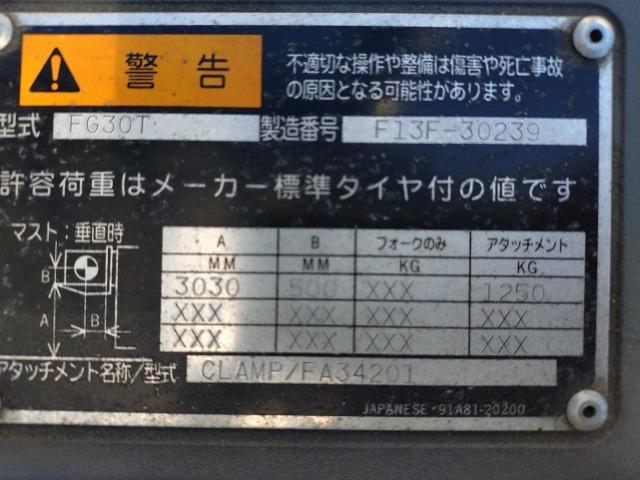 警告
不適切な操作や整備は傷害や死亡事故
の原因となる可能性があります。
型式 FG30T 製造番号 F13F-30239
許容荷重はメーカー標準タイヤ付の値です
マスト:垂直時
A B フォークのみ アタッチメント
MM MM KG KG
3030 500 XXX 1250
XXX XXX XXX XXX
XXX XXX XXX XXX
B
A
B
アタッチメント名称/型式 CLAMP/FA34201
JAPANESE 91A81-20200